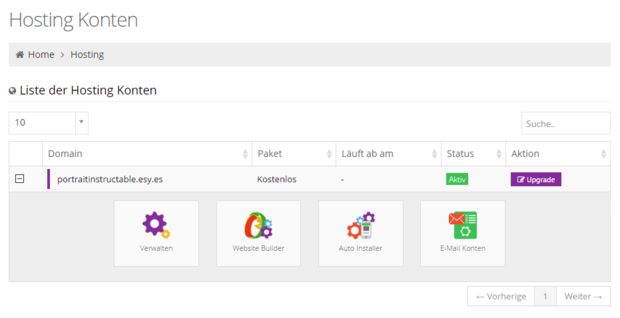 Hosting Konten
Home > Hosting
Liste der Hosting Konten
10
Suche..
Domain Paket Läuft ab am Status Aktion
portraitinstructable.esy.es Kostenlos - Aktiv Upgrade
Verwalten Website Builder Auto Installer E-Mail Konten
← Vorherige 1 Weiter →